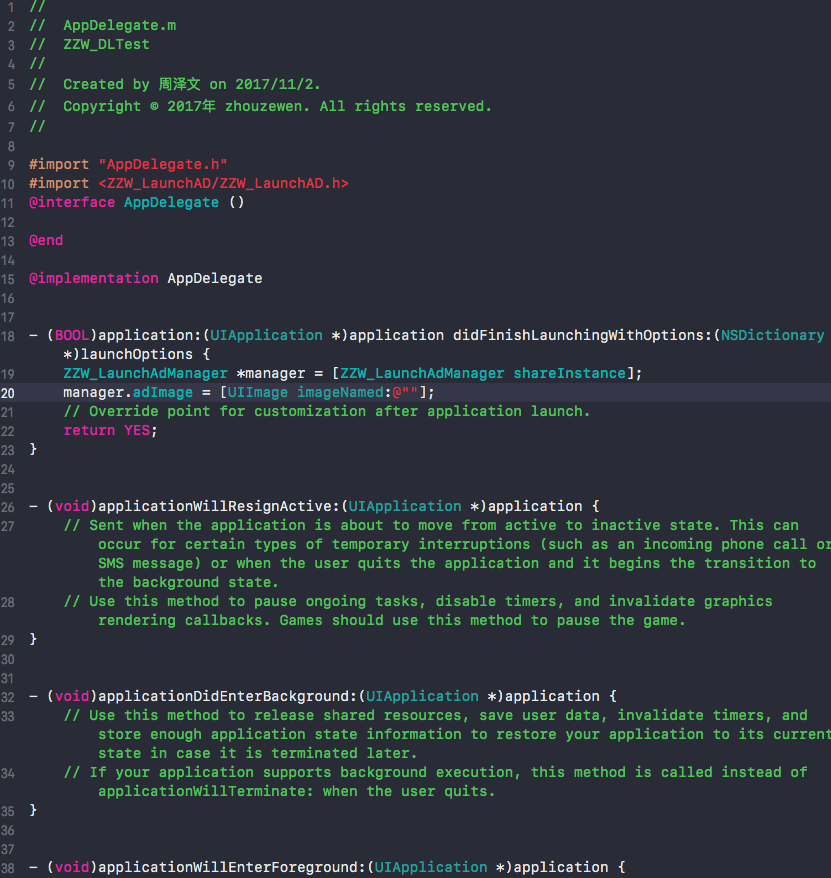 1 //
2 //  AppDelegate.m
3 //  ZZW_DLTest
4 //
5 //  Created by 周泽文 on 2017/11/2.
6 //  Copyright © 2017年 zhouzewen. All rights reserved.
7 //
8
9 #import "AppDelegate.h"
10 #import <ZZW_LaunchAD/ZZW_LaunchAD.h>
11 @interface AppDelegate ()
12
13 @end
14
15 @implementation AppDelegate
16
17
18 - (BOOL)application:(UIApplication *)application didFinishLaunchingWithOptions:(NSDictionary
*)launchOptions {
19 ZZW_LaunchAdManager *manager = [ZZW_LaunchAdManager shareInstance];
20 manager.adImage = [UIImage imageNamed:@""];
21 // Override point for customization after application launch.
22 return YES;
23 }
24
25
26 - (void)applicationWillResignActive:(UIApplication *)application {
27 // Sent when the application is about to move from active to inactive state. This can
occur for certain types of temporary interruptions (such as an incoming phone call or
SMS message) or when the user quits the application and it begins the transition to
the background state.
28 // Use this method to pause ongoing tasks, disable timers, and invalidate graphics
rendering callbacks. Games should use this method to pause the game.
29 }
30
31
32 - (void)applicationDidEnterBackground:(UIApplication *)application {
33 // Use this method to release shared resources, save user data, invalidate timers, and
store enough application state information to restore your application to its current
state in case it is terminated later.
34 // If your application supports background execution, this method is called instead of
applicationWillTerminate: when the user quits.
35 }
36
37
38 - (void)applicationWillEnterForeground:(UIApplication *)application {